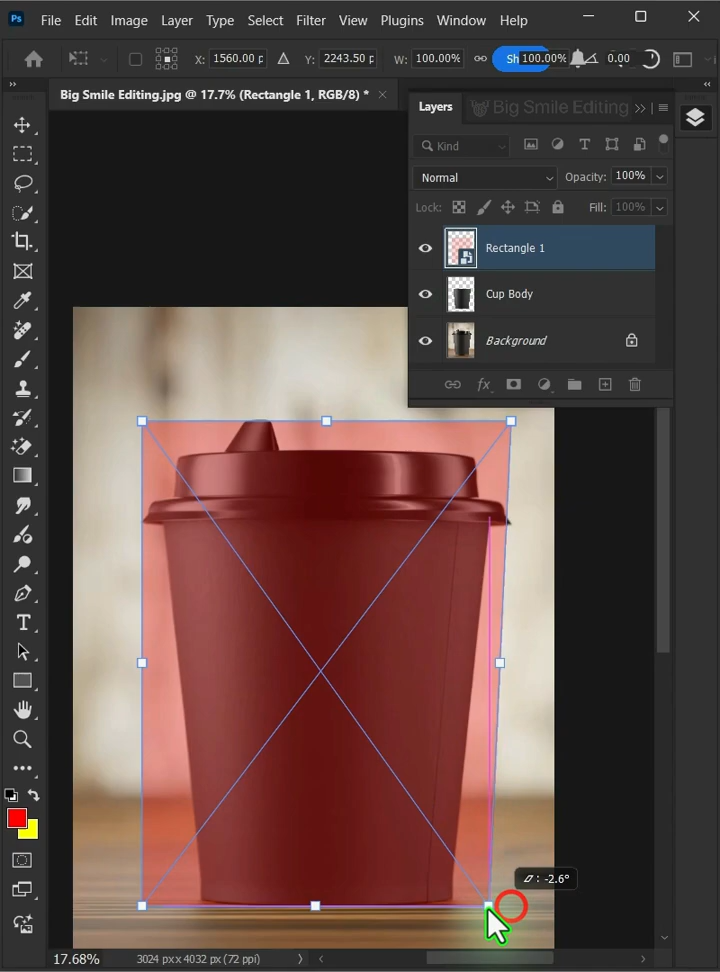 Ps File Edit Image Layer Type Select Filter View Plugins Window Help
X: 1560.00 p Y: 2243.50 p W: 100.00% Sh 100.00% 0.00
Big Smile Editing.jpg @ 17.7% (Rectangle 1, RGB/8) *
Layers Big Smile Editing
Kind
Normal Opacity: 100%
Lock: Fill: 100%
Rectangle 1
Cup Body
Background
fx
T
: -2.6°
17.68% 3024 px x 4032 px (72 ppi)